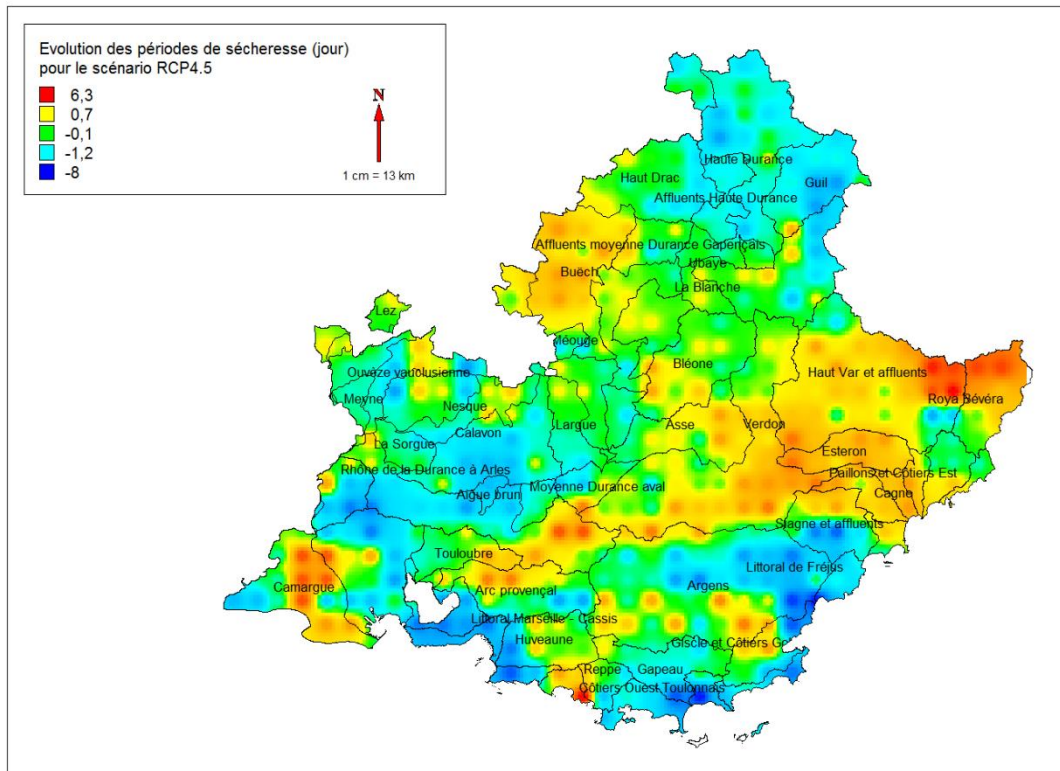 Evolution des périodes de sécheresse (jour)
pour le scénario RCP4.5
6,3
0,7
-0,1
-1,2
-8
N
1 cm = 13 km
Haute Durance
Haut Drac
Guil
Affluents Haute Durance
Affluents moyenne Durance Gapençais
Ubaye
Buëch
La Blanche
Lez
Méouge
Bléone
Ouvèze vauclusienne
Haut Var et affluents
Meyne
Nesque
Roya Bévéra
Largue
Asse
Verdon
Calavon
La Sorgue
Esteron
Rhône de la Durance à Arles
Paillons et Côtiers Est
Aigue brun
Moyenne Durance aval
Cagne
Siagne et affluents
Touloubre
Littoral de Fréjus
Camargue
Arc provençal
Argens
Littoral Marseille - Cassis
Huveaune
Giscle et Côtiers Go
Reppe
Gapeau
Côtiers Ouest Toulonnais